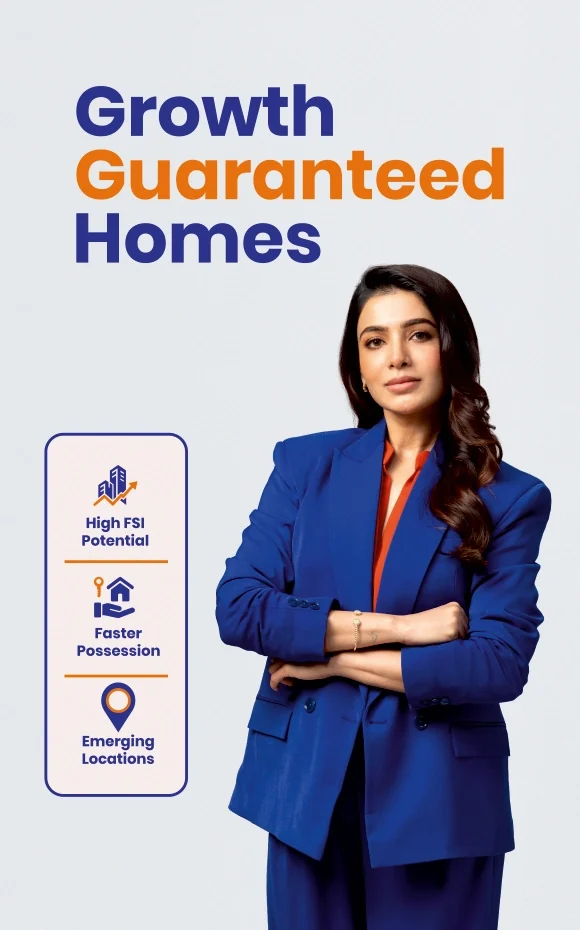 Growth
Guaranteed
Homes
High FSI
Potential
Faster
Possession
Emerging
Locations